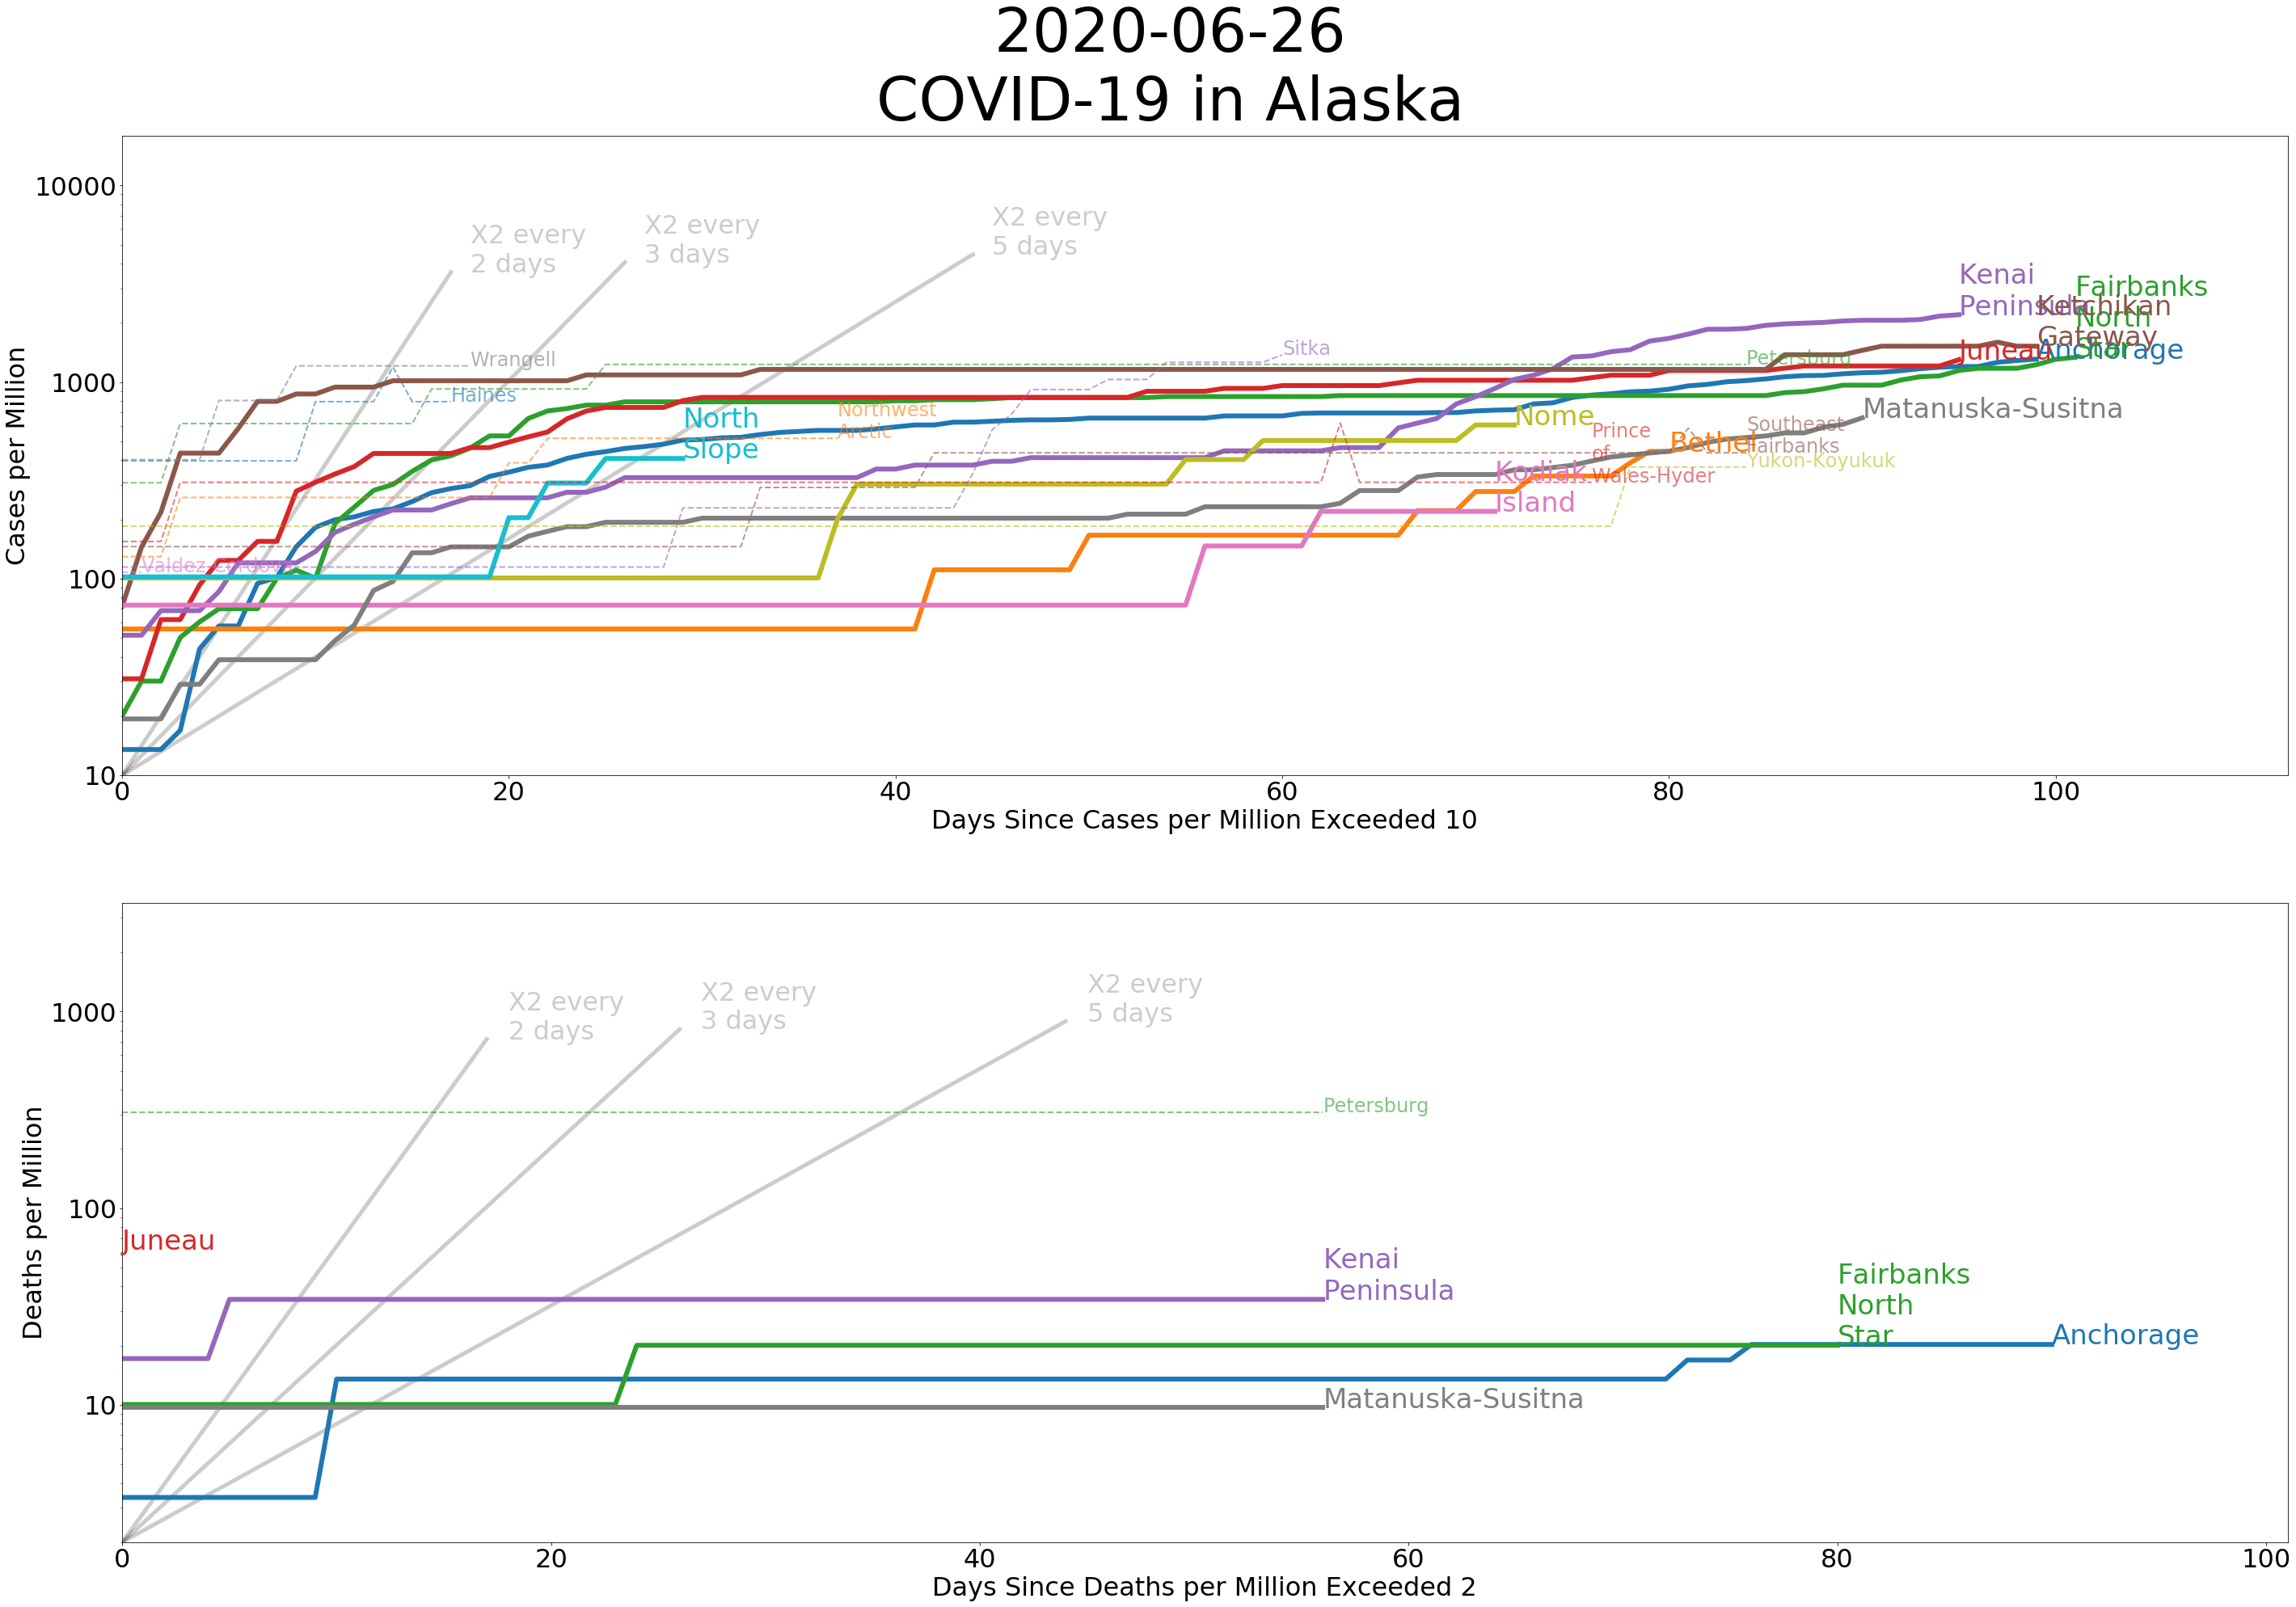 2020-06-26
COVID-19 in Alaska
Cases per Million
10000
1000
100
10
X2 every
2 days
X2 every
3 days
X2 every
5 days
Wrangell
Haines
North
Slope
Northwest
Arctic
Sitka
Valdez-Cordova
Kenai
Peninsula
Fairbanks
North
Star
Ketchikan
Gateway
Juneau
Anchorage
Petersburg
Matanuska-Susitna
Nome
Southeast
Fairbanks
Bethel
Prince
of
Wales-Hyder
Yukon-Koyukuk
Kodiak
Island
0
20
40
60
80
100
Days Since Cases per Million Exceeded 10
Deaths per Million
1000
100
10
X2 every
2 days
X2 every
3 days
X2 every
5 days
Petersburg
Juneau
Kenai
Peninsula
Fairbanks
North
Star
Anchorage
Matanuska-Susitna
0
20
40
60
80
100
Days Since Deaths per Million Exceeded 2